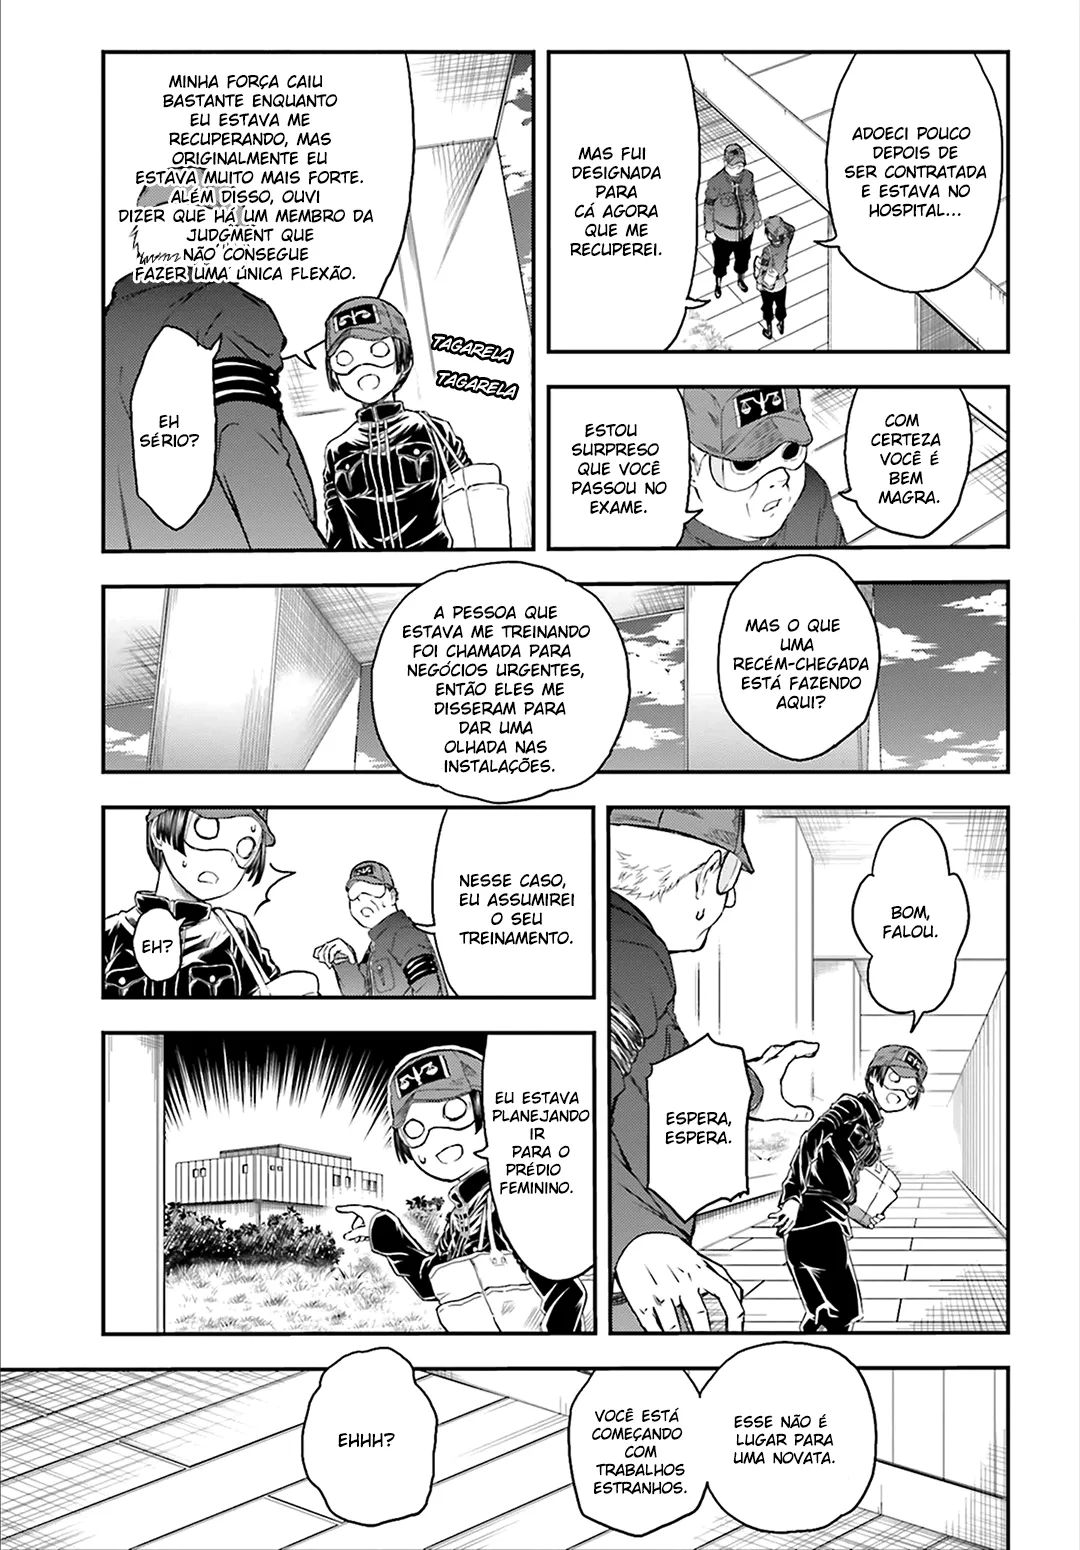 ADOECI POUCO
DEPOIS DE
SER CONTRATADA
E ESTAVA NO
HOSPITAL...
MAS FUI
DESIGNADA
PARA
CÁ AGORA
QUE ME
RECUPEREI.
COM
CERTEZA
VOCÊ É
BEM
MAGRA.
ESTOU
SURPRESO
QUE VOCÊ
PASSOU NO
EXAME.
MINHA FORÇA CAIU
BASTANTE ENQUANTO
EU ESTAVA ME
RECUPERANDO, MAS
ORIGINALMENTE EU
ESTAVA MUITO MAIS FORTE.
ALÉM DISSO, OUVI
DIZER QUE HÁ UM MEMBRO DA
JUDGMENT QUE
NÃO CONSEGUE
FAZER UMA ÚNICA FLEXÃO.
TAGARELA
TAGARELA
EH
SÉRIO?
MAS O QUE
UMA
RECÉM-CHEGADA
ESTÁ FAZENDO
AQUI?
A PESSOA QUE
ESTAVA ME TREINANDO
FOI CHAMADA PARA
NEGÓCIOS URGENTES,
ENTÃO ELES ME
DISSERAM PARA
DAR UMA
OLHADA NAS
INSTALAÇÕES.
BOM,
FALOU.
ESPERA,
ESPERA.
NESSE CASO,
EU ASSUMIREI
O SEU
TREINAMENTO.
EH?
EU ESTAVA
PLANEJANDO
IR
PARA O
PRÉDIO
FEMININO.
ESSE NÃO É
LUGAR PARA
UMA NOVATA.
VOCÊ ESTÁ
COMEÇANDO
COM
TRABALHOS
ESTRANHOS.
EHHH?